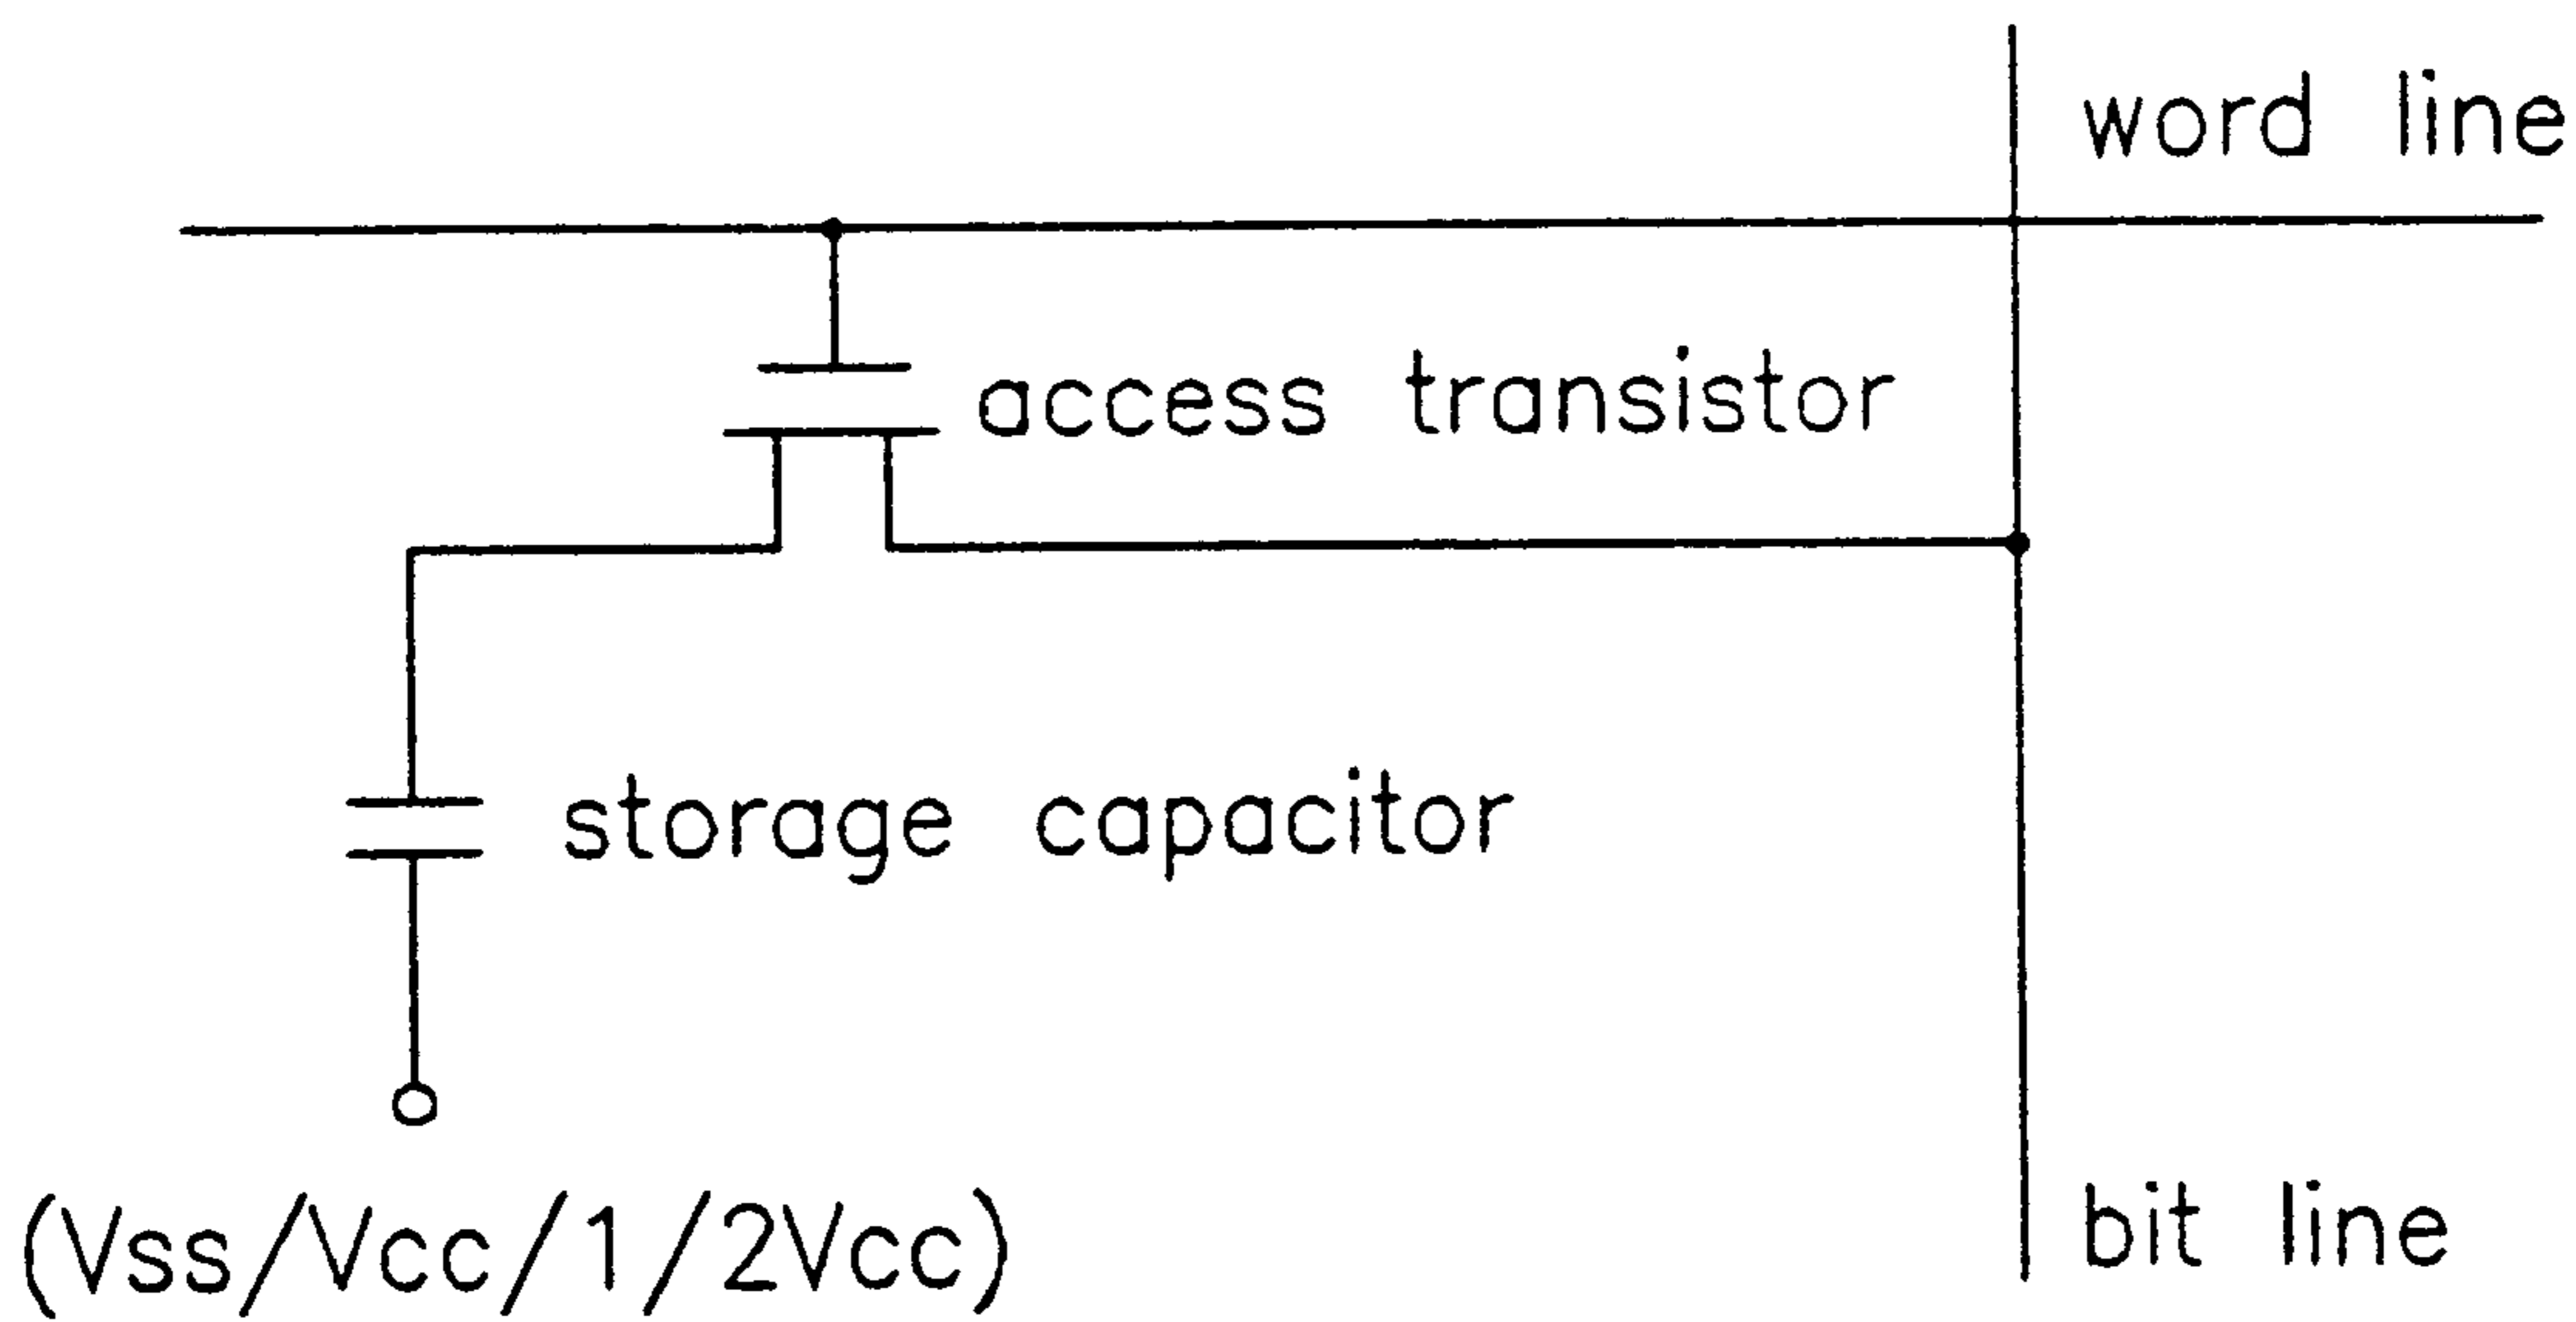 word line
access transistor
storage capacitor
(Vss/Vcc/1/2Vcc)
bit line